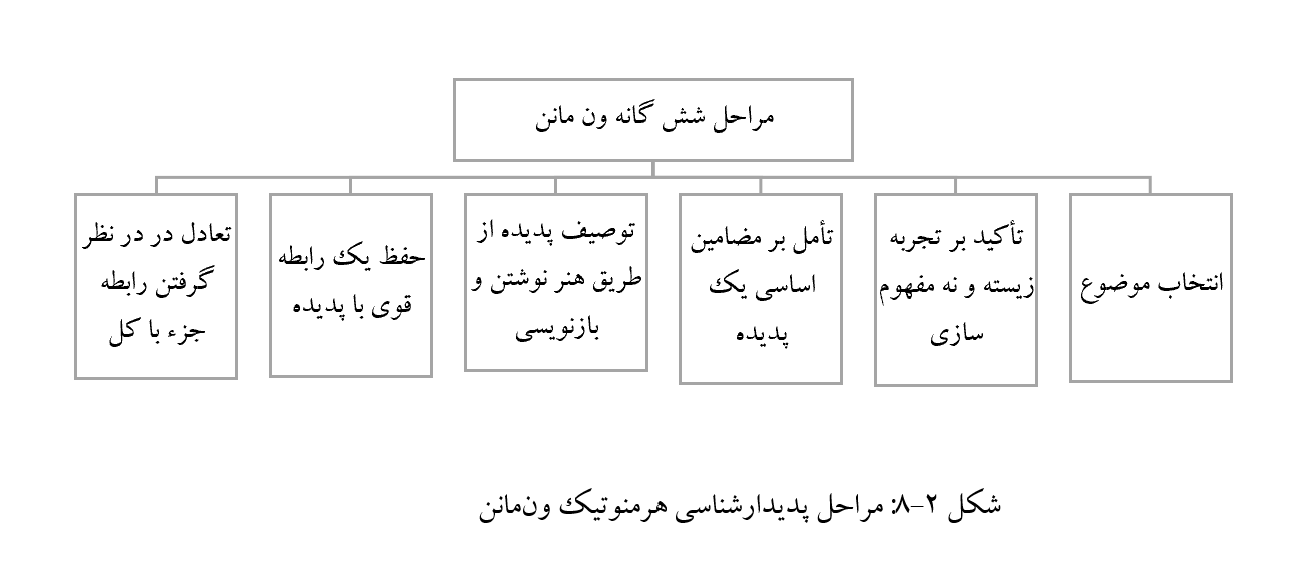 مراحل شش گانه ون مانن
انتخاب موضوع
تأکید بر تجربه
زیسته و نه مفهوم
سازی
تأمل بر مضامین
اساسی یک
پدیده
توصیف پدیده از
طریق هنر نوشتن و
بازنویسی
حفظ یک رابطه
قوی با پدیده
تعادل در در نظر
گرفتن رابطه
جزء با کل
شکل ۲-۸: مراحل پدیدارشناسی هرمنوتیک ون‌مانن